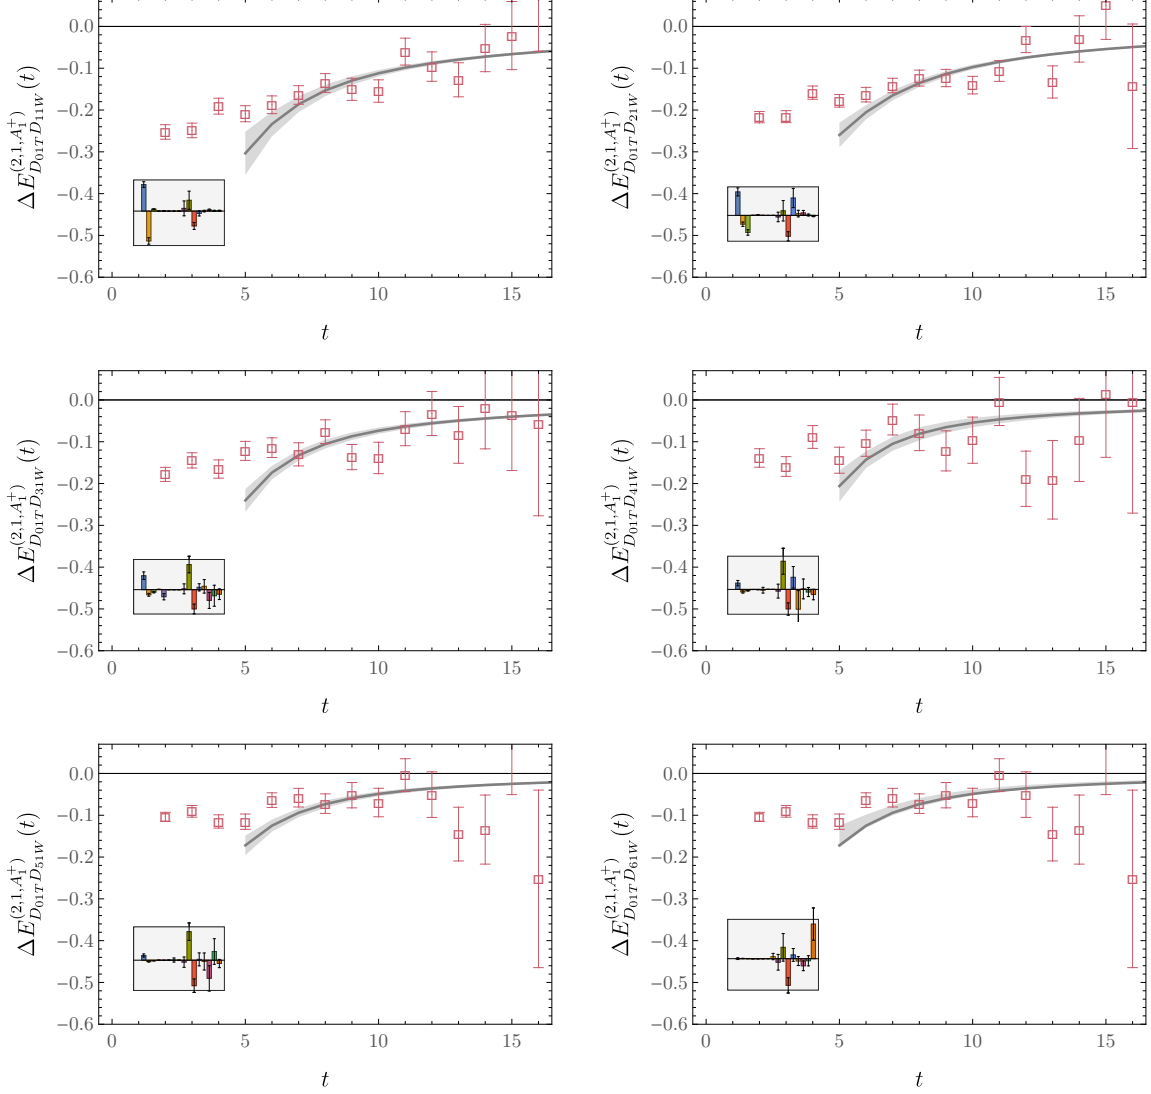 0.0 −0.1 −0.2 −0.3 −0.4 −0.5 −0.6
ΔE^{(2,1,A_1^+)}_{D_{01T}D_{11W}}(t)
0 5 10 15
t
0.0 −0.1 −0.2 −0.3 −0.4 −0.5 −0.6
ΔE^{(2,1,A_1^+)}_{D_{01T}D_{21W}}(t)
0 5 10 15
t
0.0 −0.1 −0.2 −0.3 −0.4 −0.5 −0.6
ΔE^{(2,1,A_1^+)}_{D_{01T}D_{31W}}(t)
0 5 10 15
t
0.0 −0.1 −0.2 −0.3 −0.4 −0.5 −0.6
ΔE^{(2,1,A_1^+)}_{D_{01T}D_{41W}}(t)
0 5 10 15
t
0.0 −0.1 −0.2 −0.3 −0.4 −0.5 −0.6
ΔE^{(2,1,A_1^+)}_{D_{01T}D_{51W}}(t)
0 5 10 15
t
0.0 −0.1 −0.2 −0.3 −0.4 −0.5 −0.6
ΔE^{(2,1,A_1^+)}_{D_{01T}D_{61W}}(t)
0 5 10 15
t